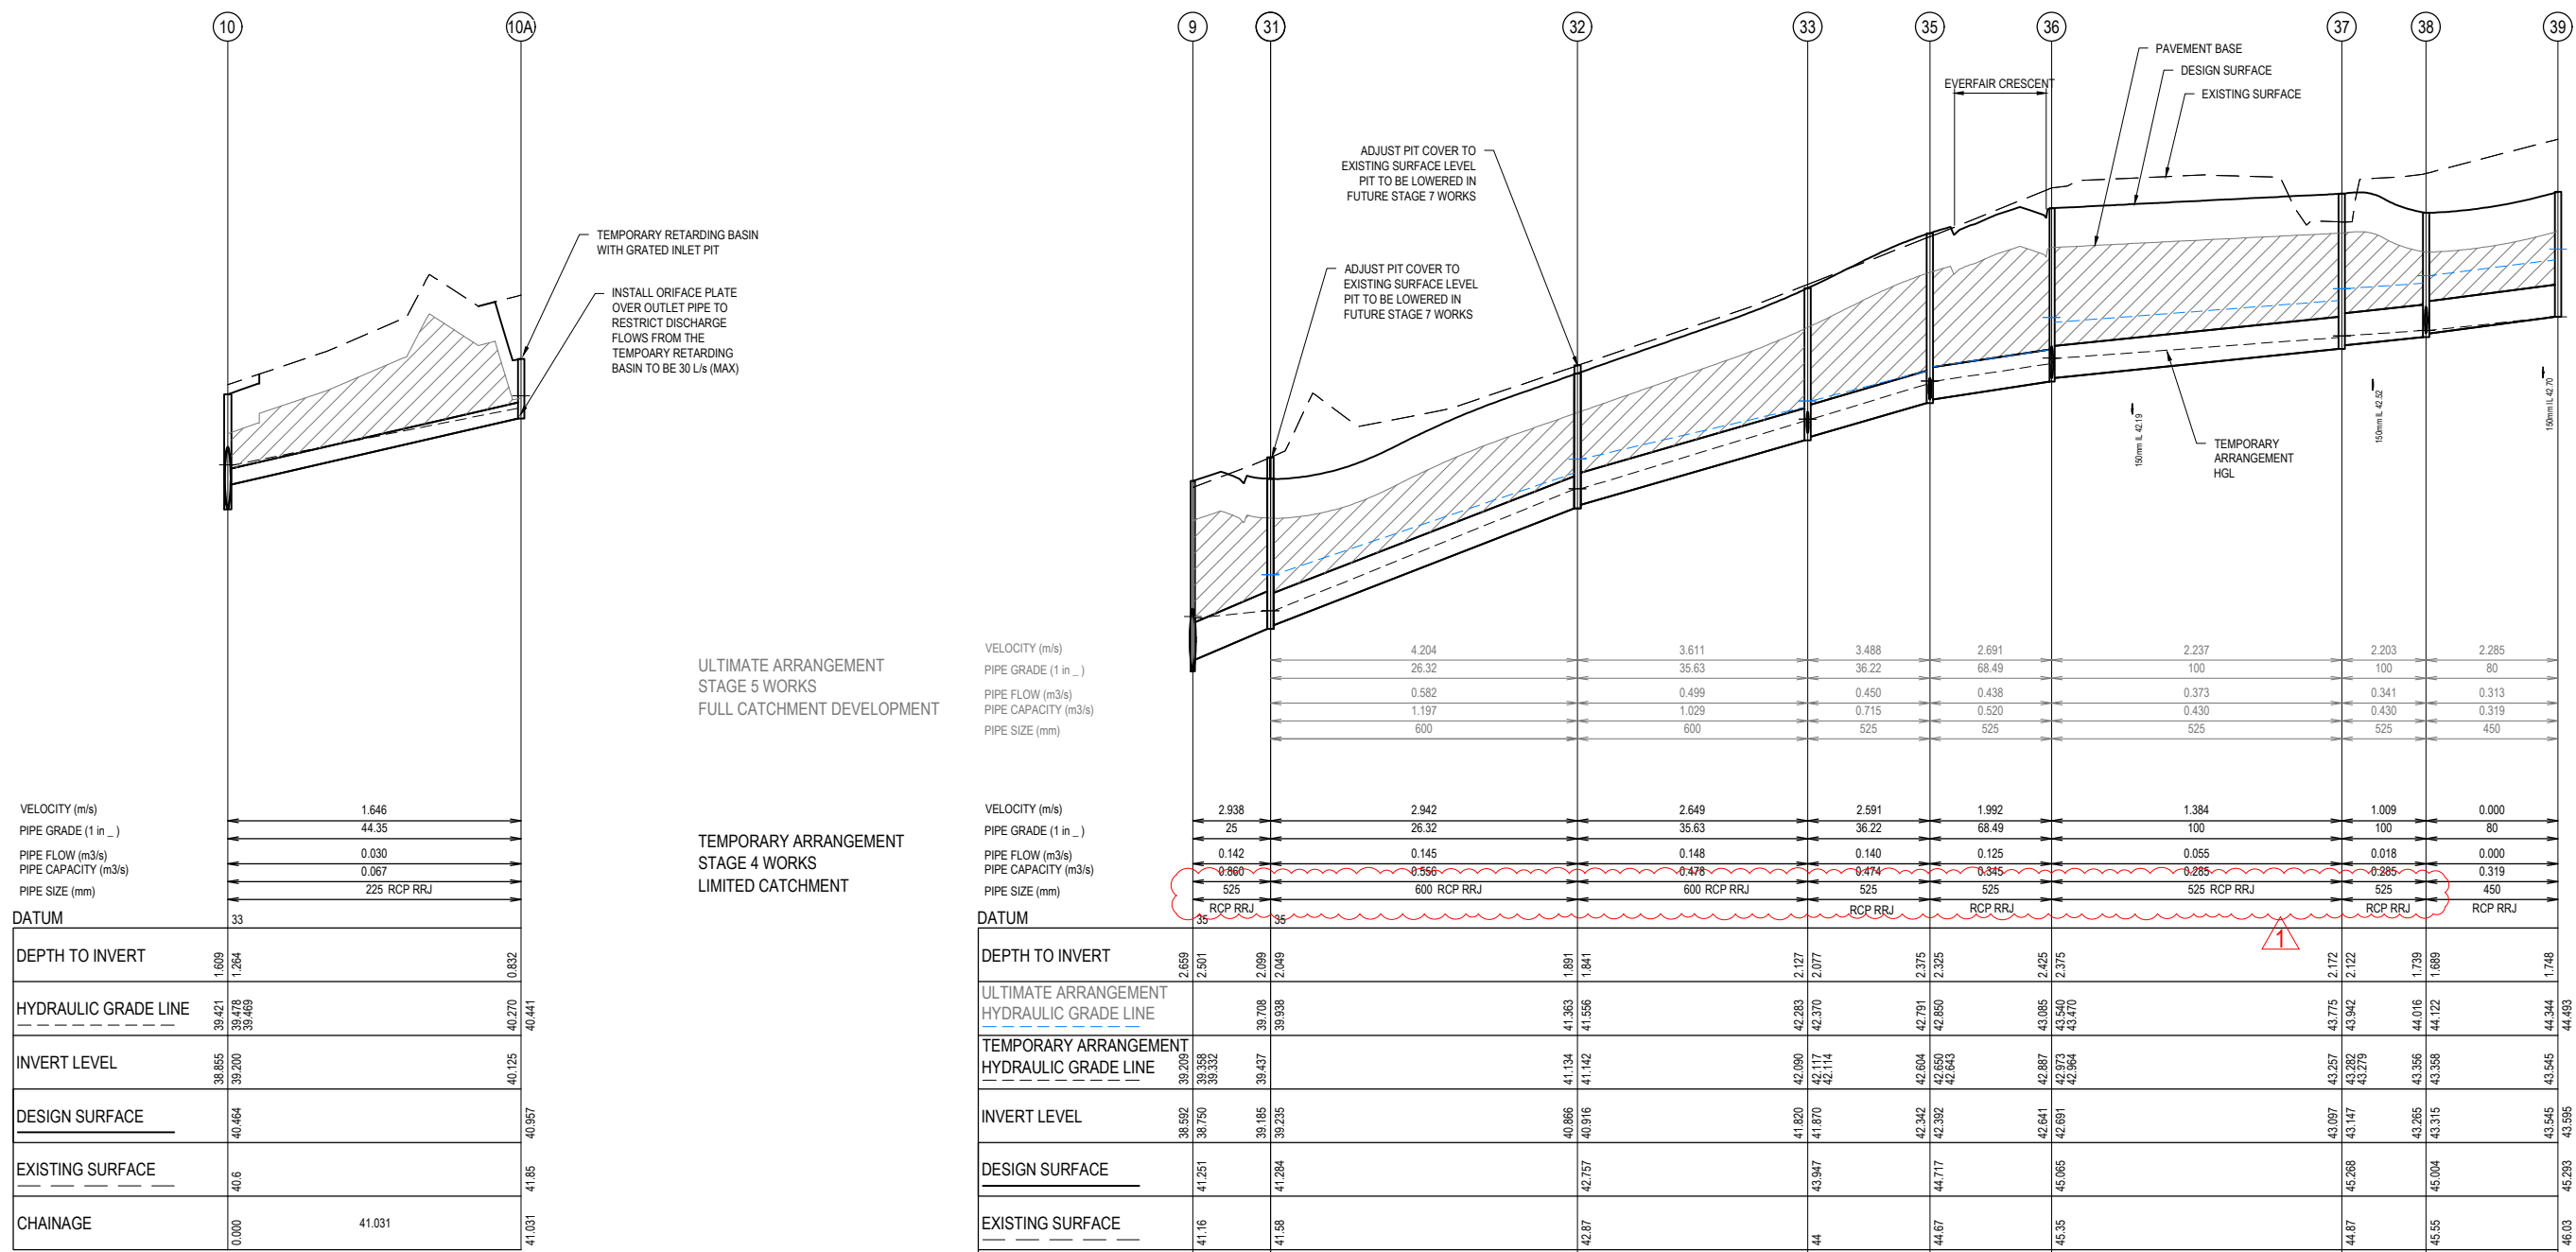 10
10A
9
31
32
33
35
36
37
38
39
PAVEMENT BASE
DESIGN SURFACE
EXISTING SURFACE
EVERFAIR CRESCENT
ADJUST PIT COVER TO
EXISTING SURFACE LEVEL
PIT TO BE LOWERED IN
FUTURE STAGE 7 WORKS
TEMPORARY RETARDING BASIN
WITH GRATED INLET PIT
INSTALL ORIFACE PLATE
OVER OUTLET PIPE TO
RESTRICT DISCHARGE
FLOWS FROM THE
TEMPOARY RETARDING
BASIN TO BE 30 L/s (MAX)
ADJUST PIT COVER TO
EXISTING SURFACE LEVEL
PIT TO BE LOWERED IN
FUTURE STAGE 7 WORKS
150mm IL 42.19
150mm IL 42.52
150mm IL 42.70
TEMPORARY
ARRANGEMENT
HGL
ULTIMATE ARRANGEMENT
STAGE 5 WORKS
FULL CATCHMENT DEVELOPMENT
VELOCITY (m/s) 4.204 3.611 3.488 2.691 2.237 2.203 2.285
PIPE GRADE (1 in _ ) 26.32 35.63 36.22 68.49 100 100 80
PIPE FLOW (m3/s) 0.582 0.499 0.450 0.438 0.373 0.341 0.313
PIPE CAPACITY (m3/s) 1.197 1.029 0.715 0.520 0.430 0.430 0.319
PIPE SIZE (mm) 600 600 525 525 525 525 450
VELOCITY (m/s) 1.646
PIPE GRADE (1 in _ ) 44.35
PIPE FLOW (m3/s) 0.030
PIPE CAPACITY (m3/s) 0.067
PIPE SIZE (mm) 225 RCP RRJ
DATUM 33
DEPTH TO INVERT 1.609 1.264 0.832
HYDRAULIC GRADE LINE 39.421 39.478 39.469 40.270 40.441
INVERT LEVEL 38.855 39.200 40.125
DESIGN SURFACE 40.464 40.957
EXISTING SURFACE 40.6 41.85
CHAINAGE 0.000 41.031 41.031
TEMPORARY ARRANGEMENT
STAGE 4 WORKS
LIMITED CATCHMENT
VELOCITY (m/s) 2.938 2.942 2.649 2.591 1.992 1.384 1.009 0.000
PIPE GRADE (1 in _ ) 25 26.32 35.63 36.22 68.49 100 100 80
PIPE FLOW (m3/s) 0.142 0.145 0.148 0.140 0.125 0.055 0.018 0.000
PIPE CAPACITY (m3/s) 0.860 0.556 0.478 0.474 0.345 0.285 0.285 0.319
PIPE SIZE (mm) 525 600 RCP RRJ 600 RCP RRJ 525 525 525 RCP RRJ 525 450
RCP RRJ RCP RRJ RCP RRJ RCP RRJ RCP RRJ
DATUM 35 35
1
DEPTH TO INVERT 2.659 2.501 2.099 2.049 1.891 1.841 2.127 2.077 2.375 2.325 2.425 2.375 2.172 2.122 1.739 1.689 1.748
ULTIMATE ARRANGEMENT
HYDRAULIC GRADE LINE 39.708 39.938 41.363 41.556 42.283 42.370 42.791 42.850 43.085 43.540 43.470 43.775 43.942 44.016 44.122 44.344 44.493
TEMPORARY ARRANGEMENT
HYDRAULIC GRADE LINE 39.209 39.358 39.332 39.437 41.134 41.142 42.090 42.117 42.114 42.604 42.650 42.643 42.887 42.973 42.964 43.257 43.282 43.279 43.356 43.358 43.545
INVERT LEVEL 38.592 38.750 39.185 39.235 40.866 40.916 41.820 41.870 42.342 42.392 42.641 42.691 43.097 43.147 43.265 43.315 43.545 43.595
DESIGN SURFACE 41.251 41.284 42.757 43.947 44.717 45.065 45.268 45.004 45.293
EXISTING SURFACE 41.16 41.58 42.87 44 44.67 45.35 44.87 45.55 46.03